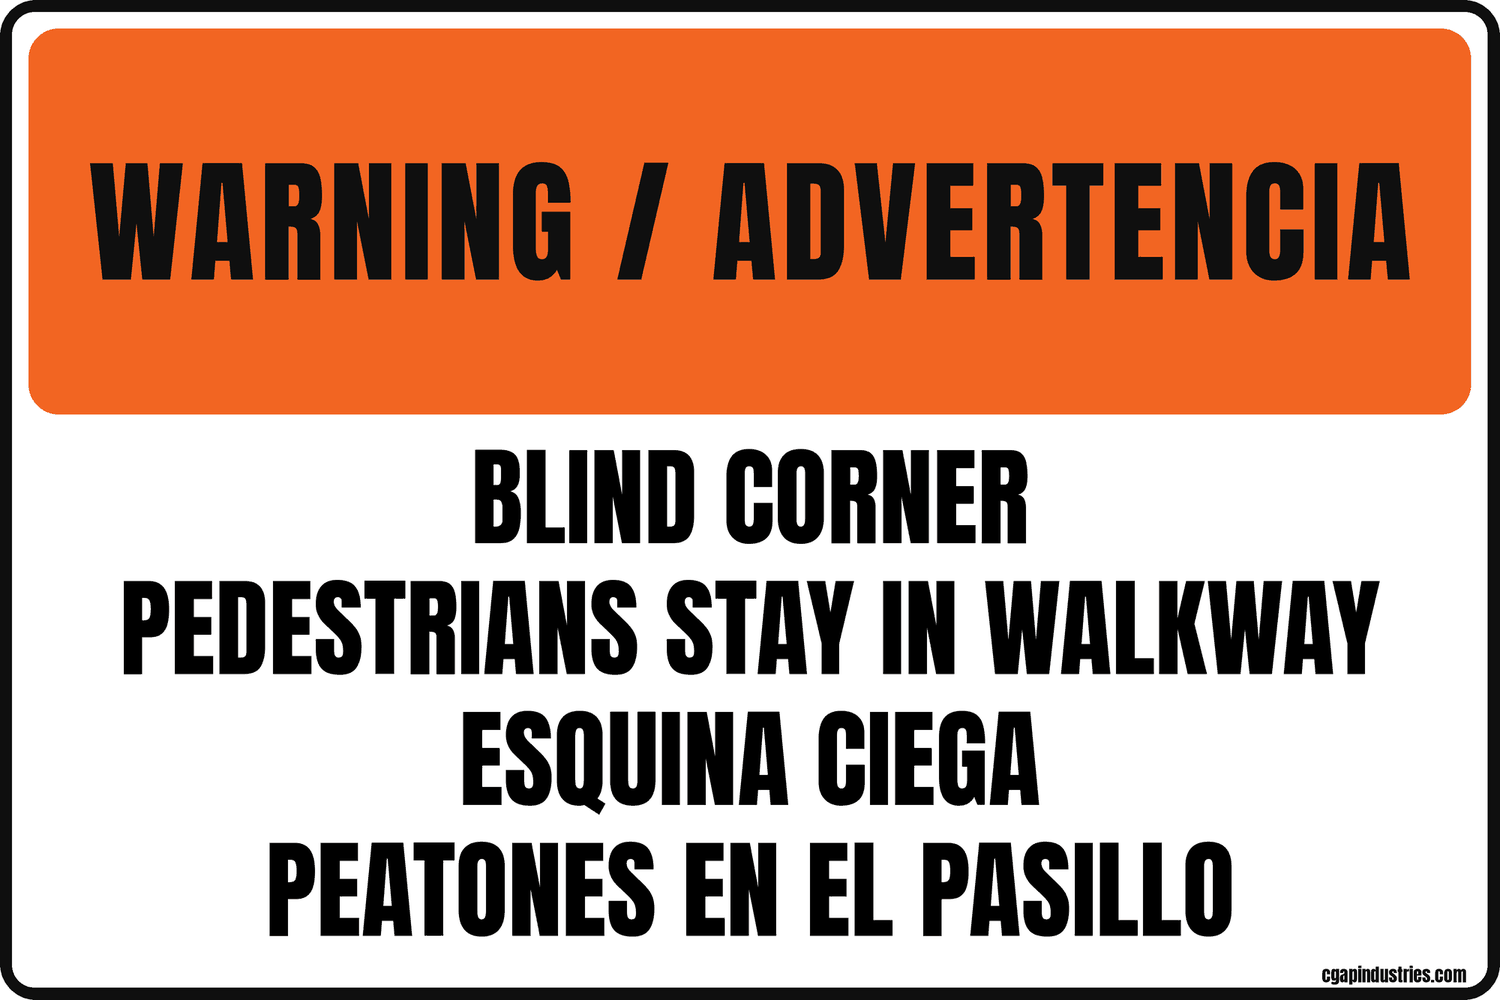 WARNING / ADVERTENCIA
BLIND CORNER
PEDESTRIANS STAY IN WALKWAY
ESQUINA CIEGA
PEATONES EN EL PASILLO
cgapindustries.com